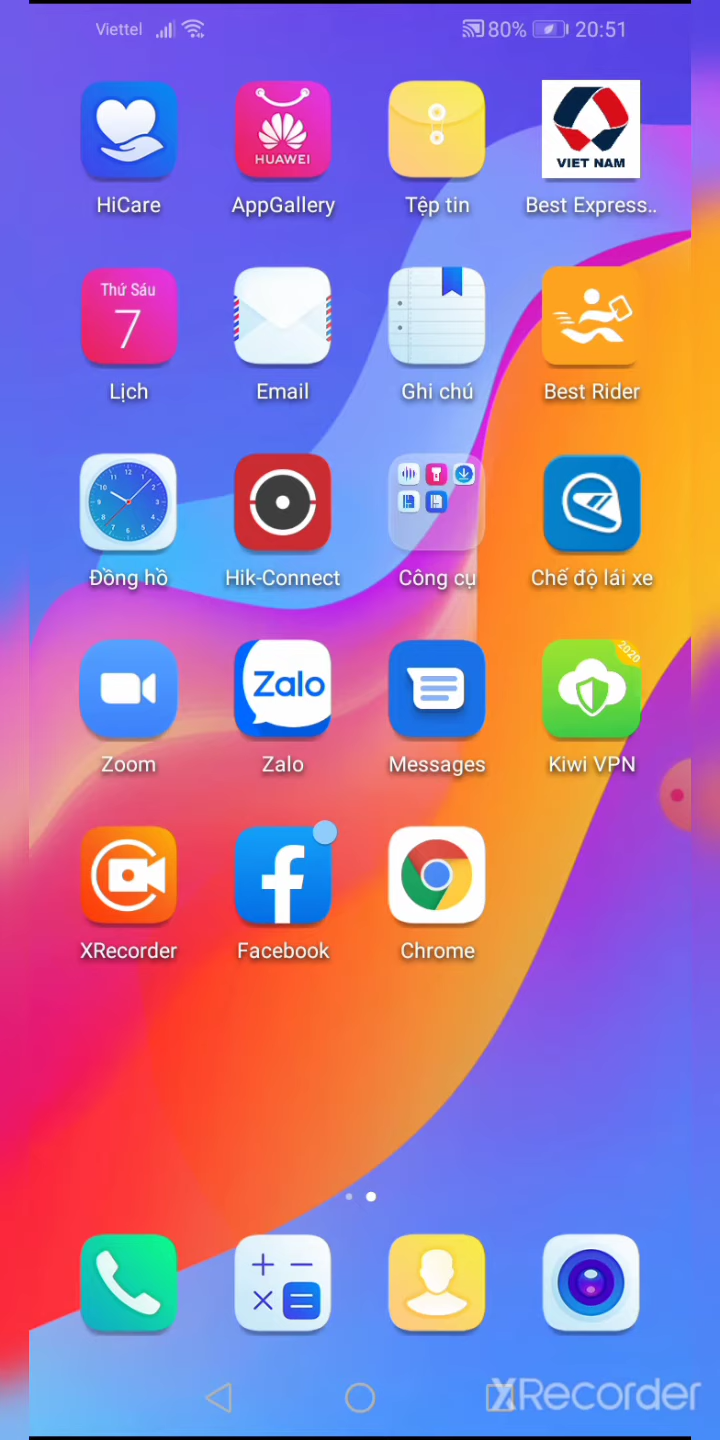 Viettel 80% 20:51
HUAWEI
VIET NAM
HiCare AppGallery Tệp tin Best Express..
Thứ Sáu
7
Lịch Email Ghi chú Best Rider
Đồng hồ Hik-Connect Công cụ Chế độ lái xe
2020
Zalo
Zoom Zalo Messages Kiwi VPN
XRecorder Facebook Chrome
XRecorder